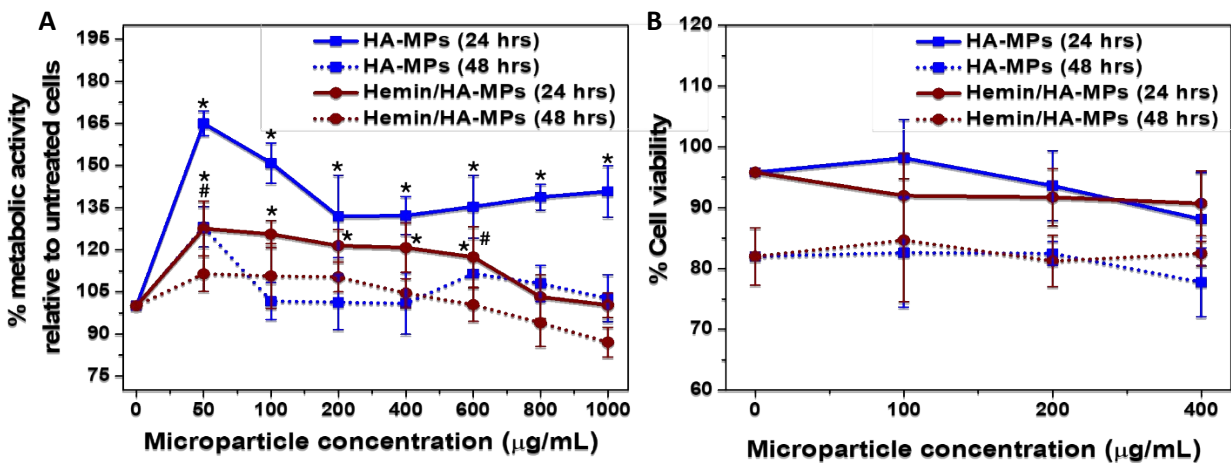 A
% metabolic activity
relative to untreated cells
195
180
165
150
135
120
105
90
75
HA-MPs (24 hrs)
HA-MPs (48 hrs)
Hemin/HA-MPs (24 hrs)
Hemin/HA-MPs (48 hrs)
*
*
*
*
*
*
*
*
#
*
*
*
* #
0 50 100 200 400 600 800 1000
Microparticle concentration (μg/mL)
B
% Cell viability
120
110
100
90
80
70
60
HA-MPs (24 hrs)
HA-MPs (48 hrs)
Hemin/HA-MPs (24 hrs)
Hemin/HA-MPs (48 hrs)
0 100 200 400
Microparticle concentration (μg/mL)